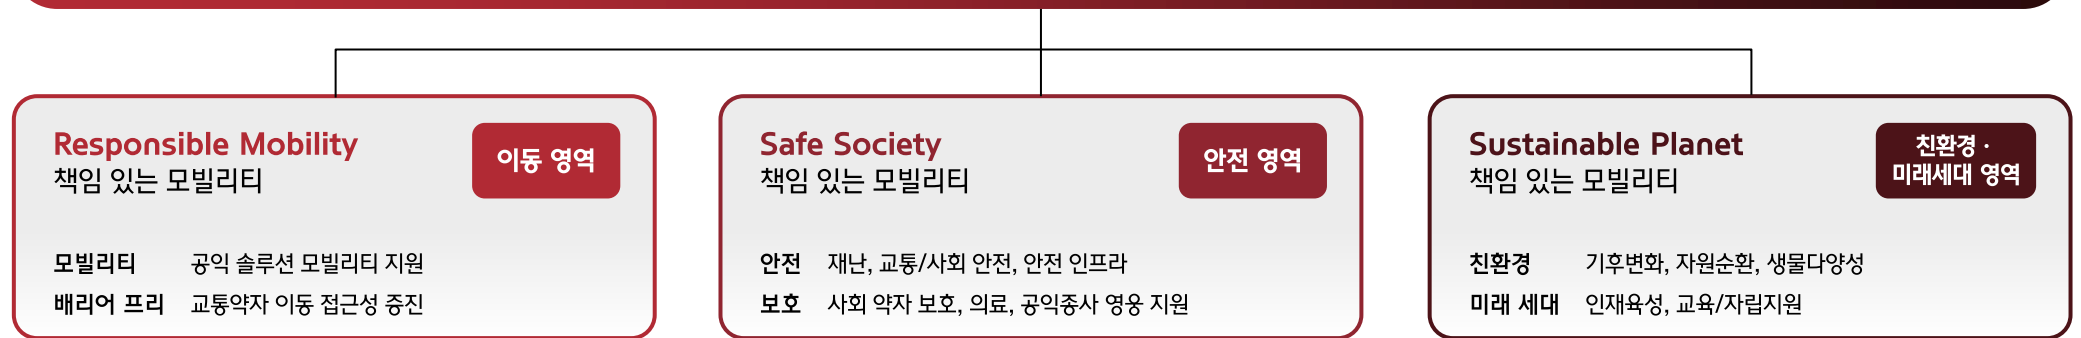 Responsible Mobility
책임 있는 모빌리티
이동 영역
모빌리티 공익 솔루션 모빌리티 지원
배리어 프리 교통약자 이동 접근성 증진
Safe Society
책임 있는 모빌리티
안전 영역
안전 재난, 교통/사회 안전, 안전 인프라
보호 사회 약자 보호, 의료, 공익종사 영웅 지원
Sustainable Planet
책임 있는 모빌리티
친환경 ·
미래세대 영역
친환경 기후변화, 자원순환, 생물다양성
미래 세대 인재육성, 교육/자립지원